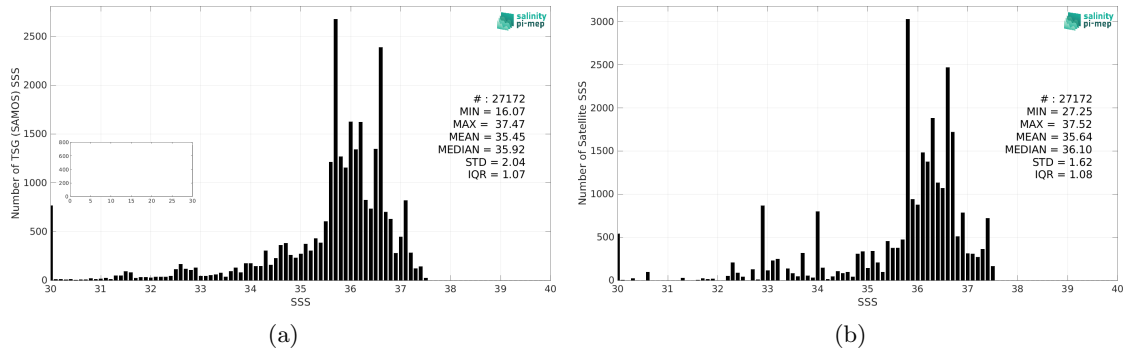 salinity
pi-mep
Number of TSG (SAMOS) SSS
2500
2000
1500
1000
500
0
# : 27172
MIN = 16.07
MAX = 37.47
MEAN = 35.45
MEDIAN = 35.92
STD = 2.04
IQR = 1.07
800
600
400
200
0
0 5 10 15 20 25 30
30 31 32 33 34 35 36 37 38 39 40
SSS
(a)
salinity
pi-mep
Number of Satellite SSS
3000
2500
2000
1500
1000
500
0
# : 27172
MIN = 27.25
MAX = 37.52
MEAN = 35.64
MEDIAN = 36.10
STD = 1.62
IQR = 1.08
30 31 32 33 34 35 36 37 38 39 40
SSS
(b)